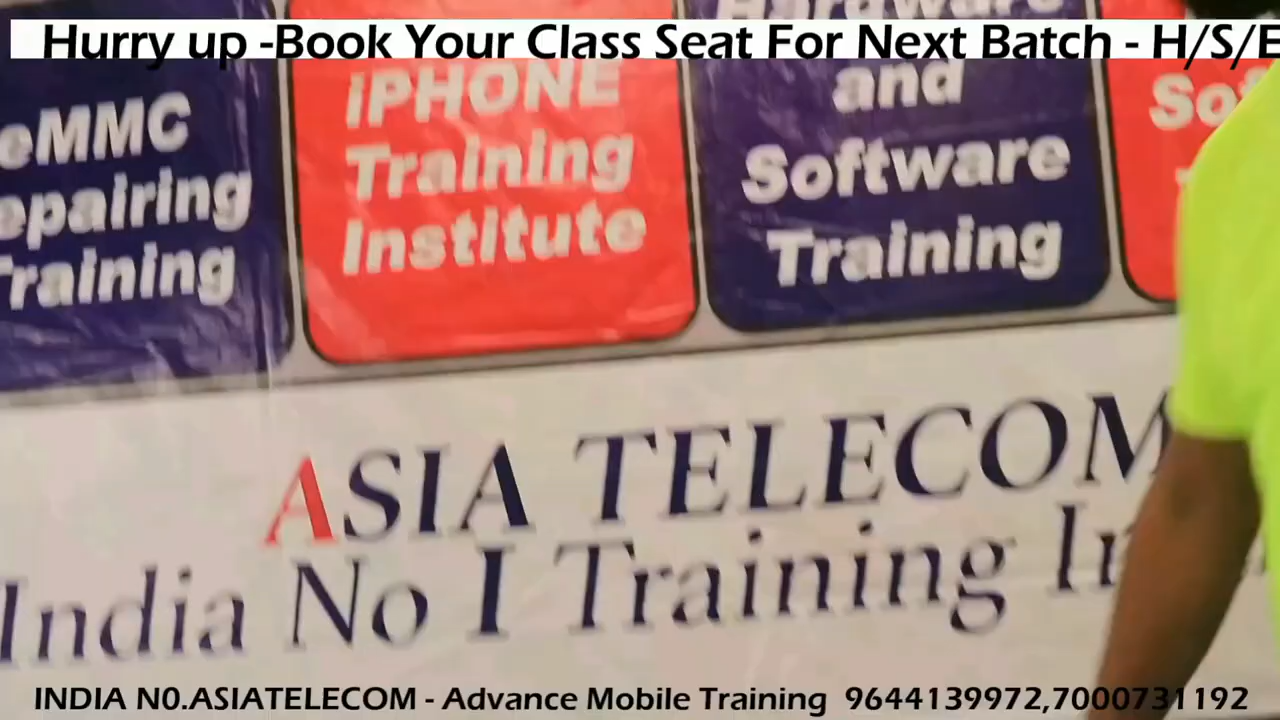 Hurry up -Book Your Class Seat For Next Batch - H/S/E
eMMC
epairing
Training
iPHONE
Training
Institute
Hardware
and
Software
Training
ASIA TELECOM
India No I Training
INDIA N0.ASIATELECOM - Advance Mobile Training 9644139972,7000731192